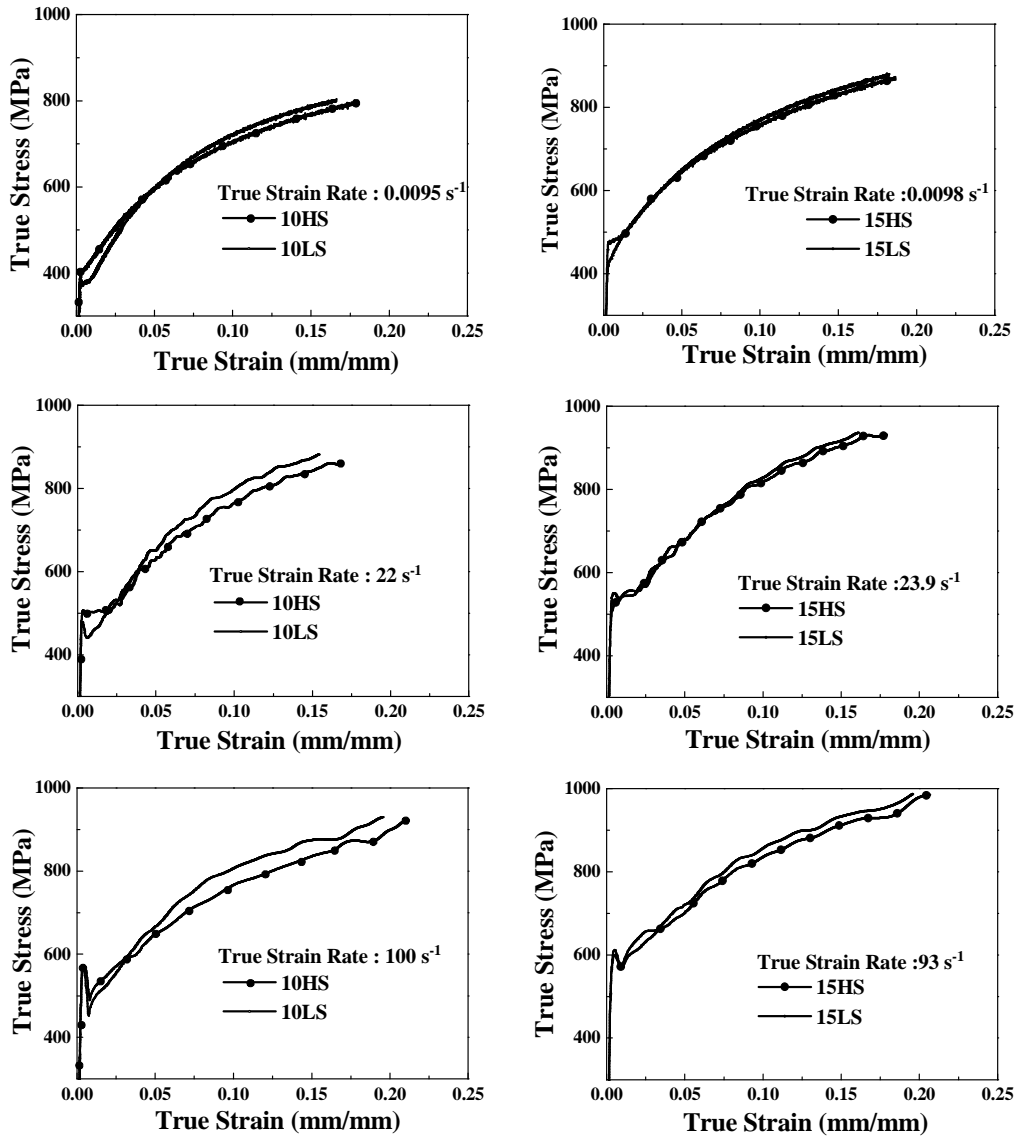 1000
800
600
400
True Stress (MPa)
True Strain Rate : 0.0095 s⁻¹
10HS
10LS
0.00 0.05 0.10 0.15 0.20 0.25
True Strain (mm/mm)
1000
800
600
400
True Stress (MPa)
True Strain Rate :0.0098 s⁻¹
15HS
15LS
0.00 0.05 0.10 0.15 0.20 0.25
True Strain (mm/mm)
1000
800
600
400
True Stress (MPa)
True Strain Rate : 22 s⁻¹
10HS
10LS
0.00 0.05 0.10 0.15 0.20 0.25
True Strain (mm/mm)
1000
800
600
400
True Stress (MPa)
True Strain Rate :23.9 s⁻¹
15HS
15LS
0.00 0.05 0.10 0.15 0.20 0.25
True Strain (mm/mm)
1000
800
600
400
True Stress (MPa)
True Strain Rate : 100 s⁻¹
10HS
10LS
0.00 0.05 0.10 0.15 0.20 0.25
True Strain (mm/mm)
1000
800
600
400
True Stress (MPa)
True Strain Rate :93 s⁻¹
15HS
15LS
0.00 0.05 0.10 0.15 0.20 0.25
True Strain (mm/mm)